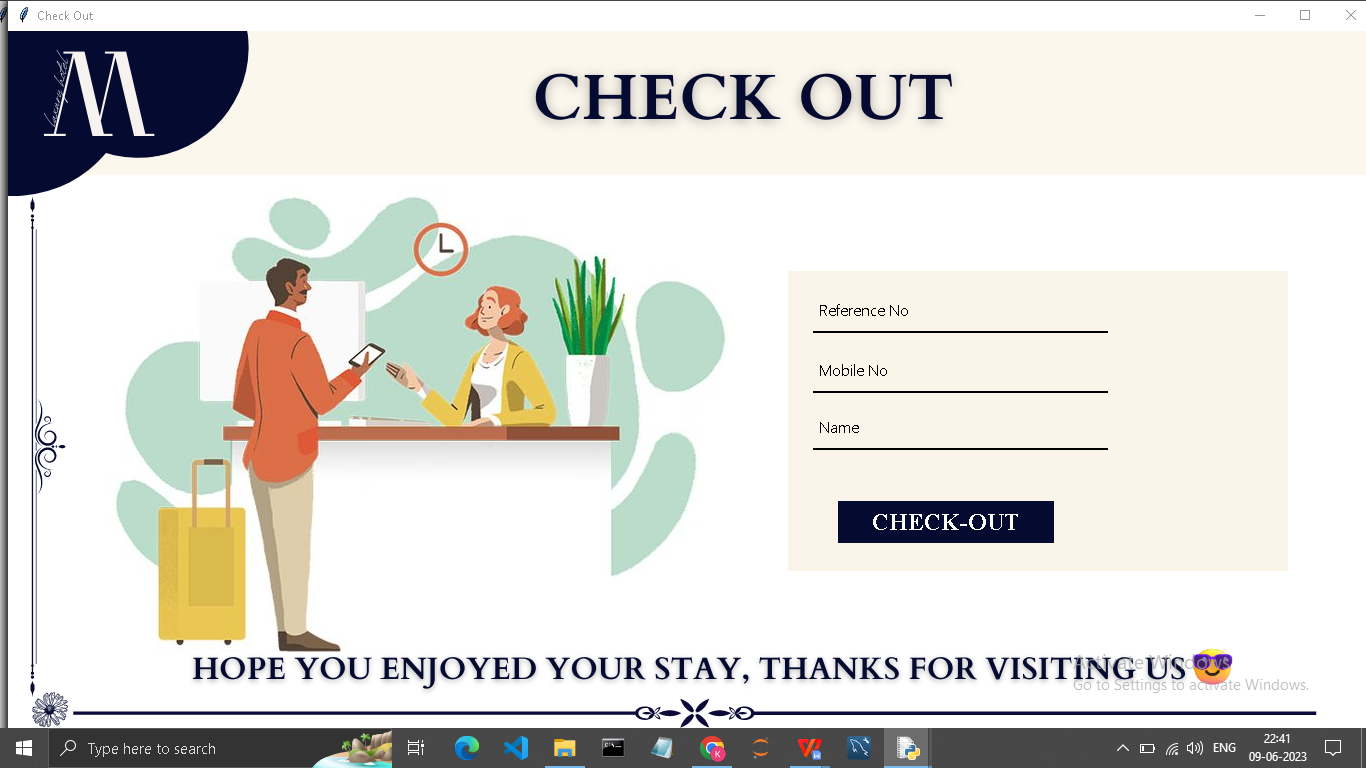 Check Out
M
luxury hotel
CHECK OUT
Reference No
Mobile No
Name
CHECK-OUT
HOPE YOU ENJOYED YOUR STAY, THANKS FOR VISITING US😎
Activate Windows
Go to Settings to activate Windows.
Type here to search
K
W
ENG
22:41
09-06-2023